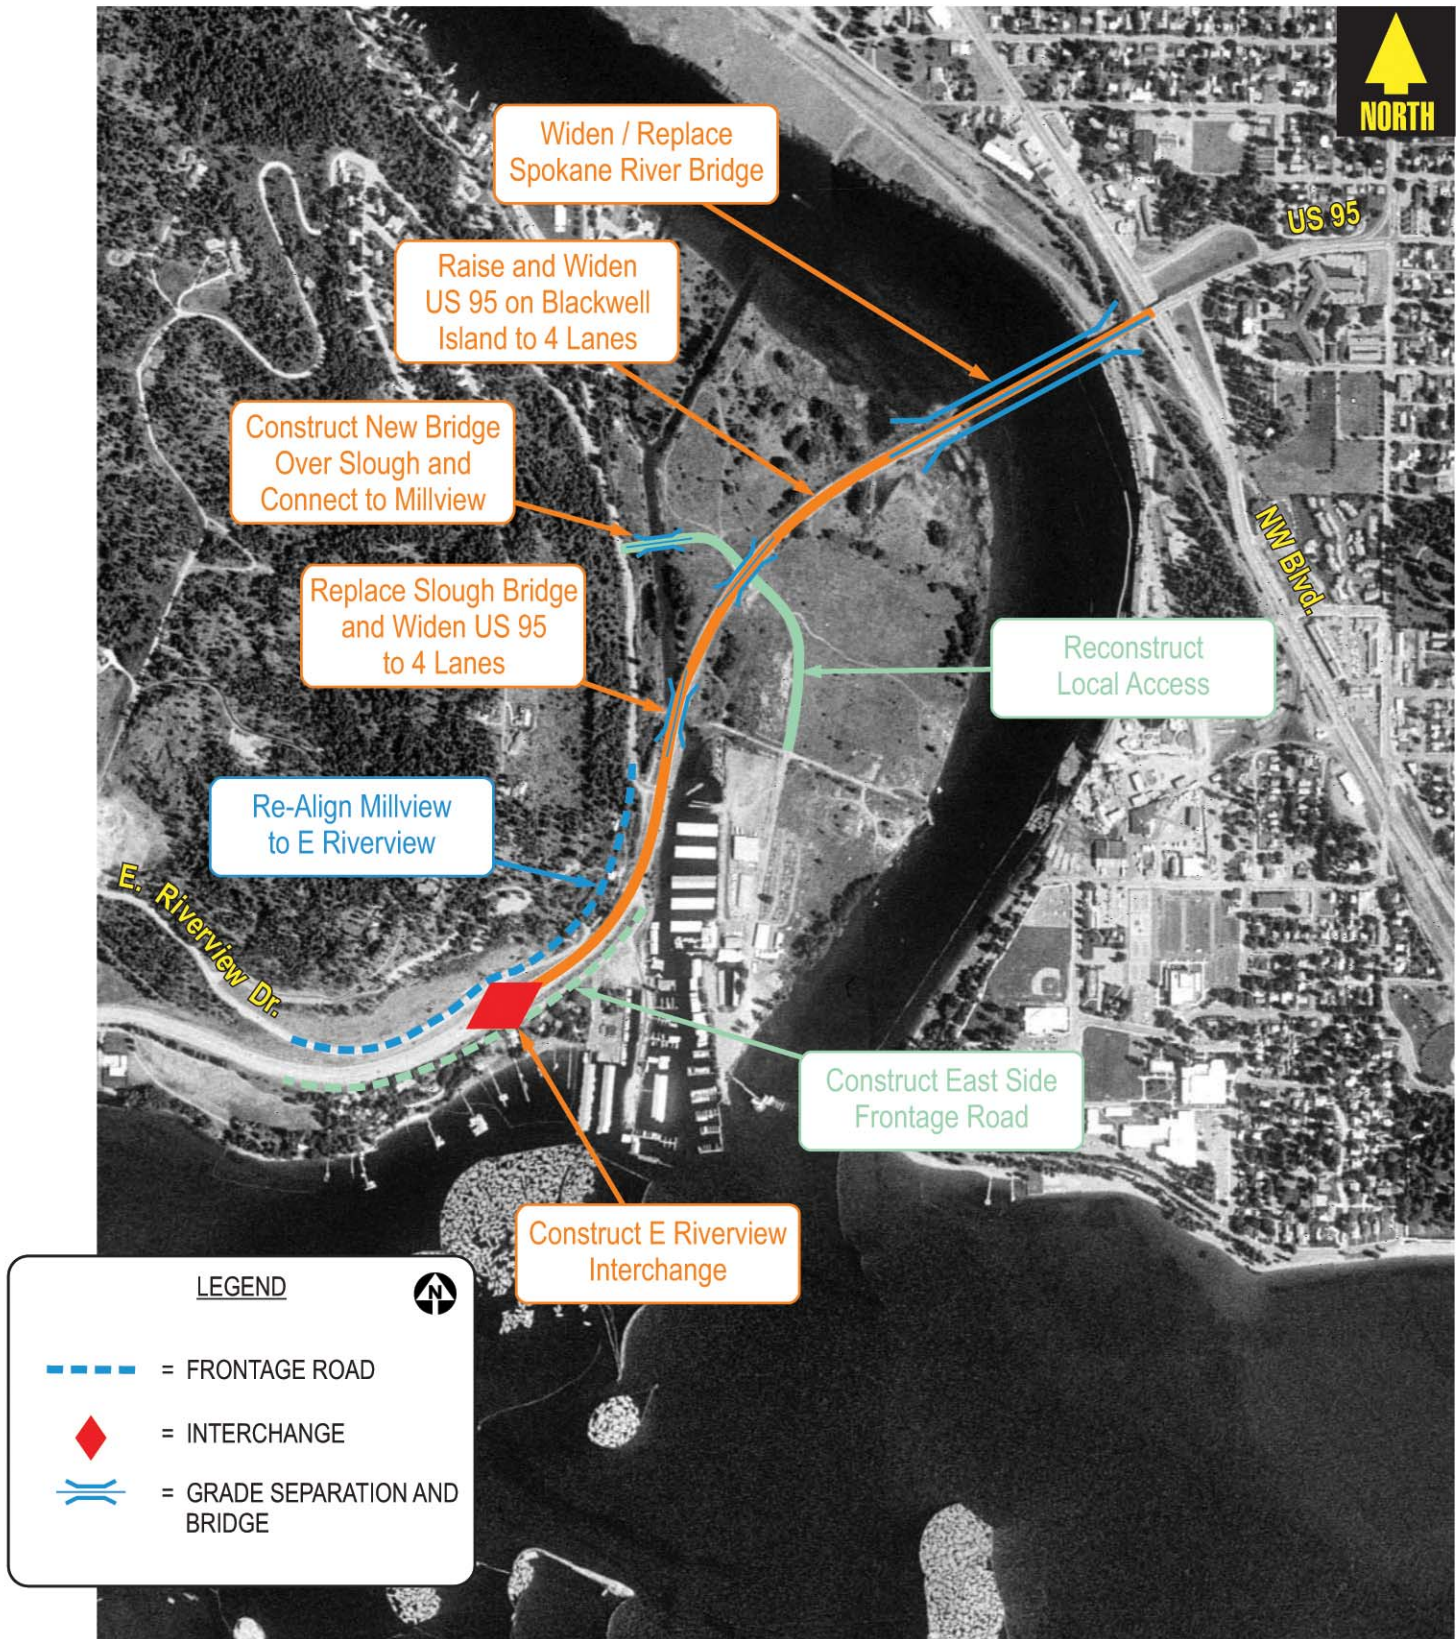 NORTH
Widen / Replace
Spokane River Bridge
US 95
Raise and Widen
US 95 on Blackwell
Island to 4 Lanes
Construct New Bridge
Over Slough and
Connect to Millview
NW Blvd.
Replace Slough Bridge
and Widen US 95
to 4 Lanes
Reconstruct
Local Access
Re-Align Millview
to E Riverview
E. Riverview Dr.
Construct East Side
Frontage Road
Construct E Riverview
Interchange
LEGEND
N
= FRONTAGE ROAD
= INTERCHANGE
= GRADE SEPARATION AND
BRIDGE